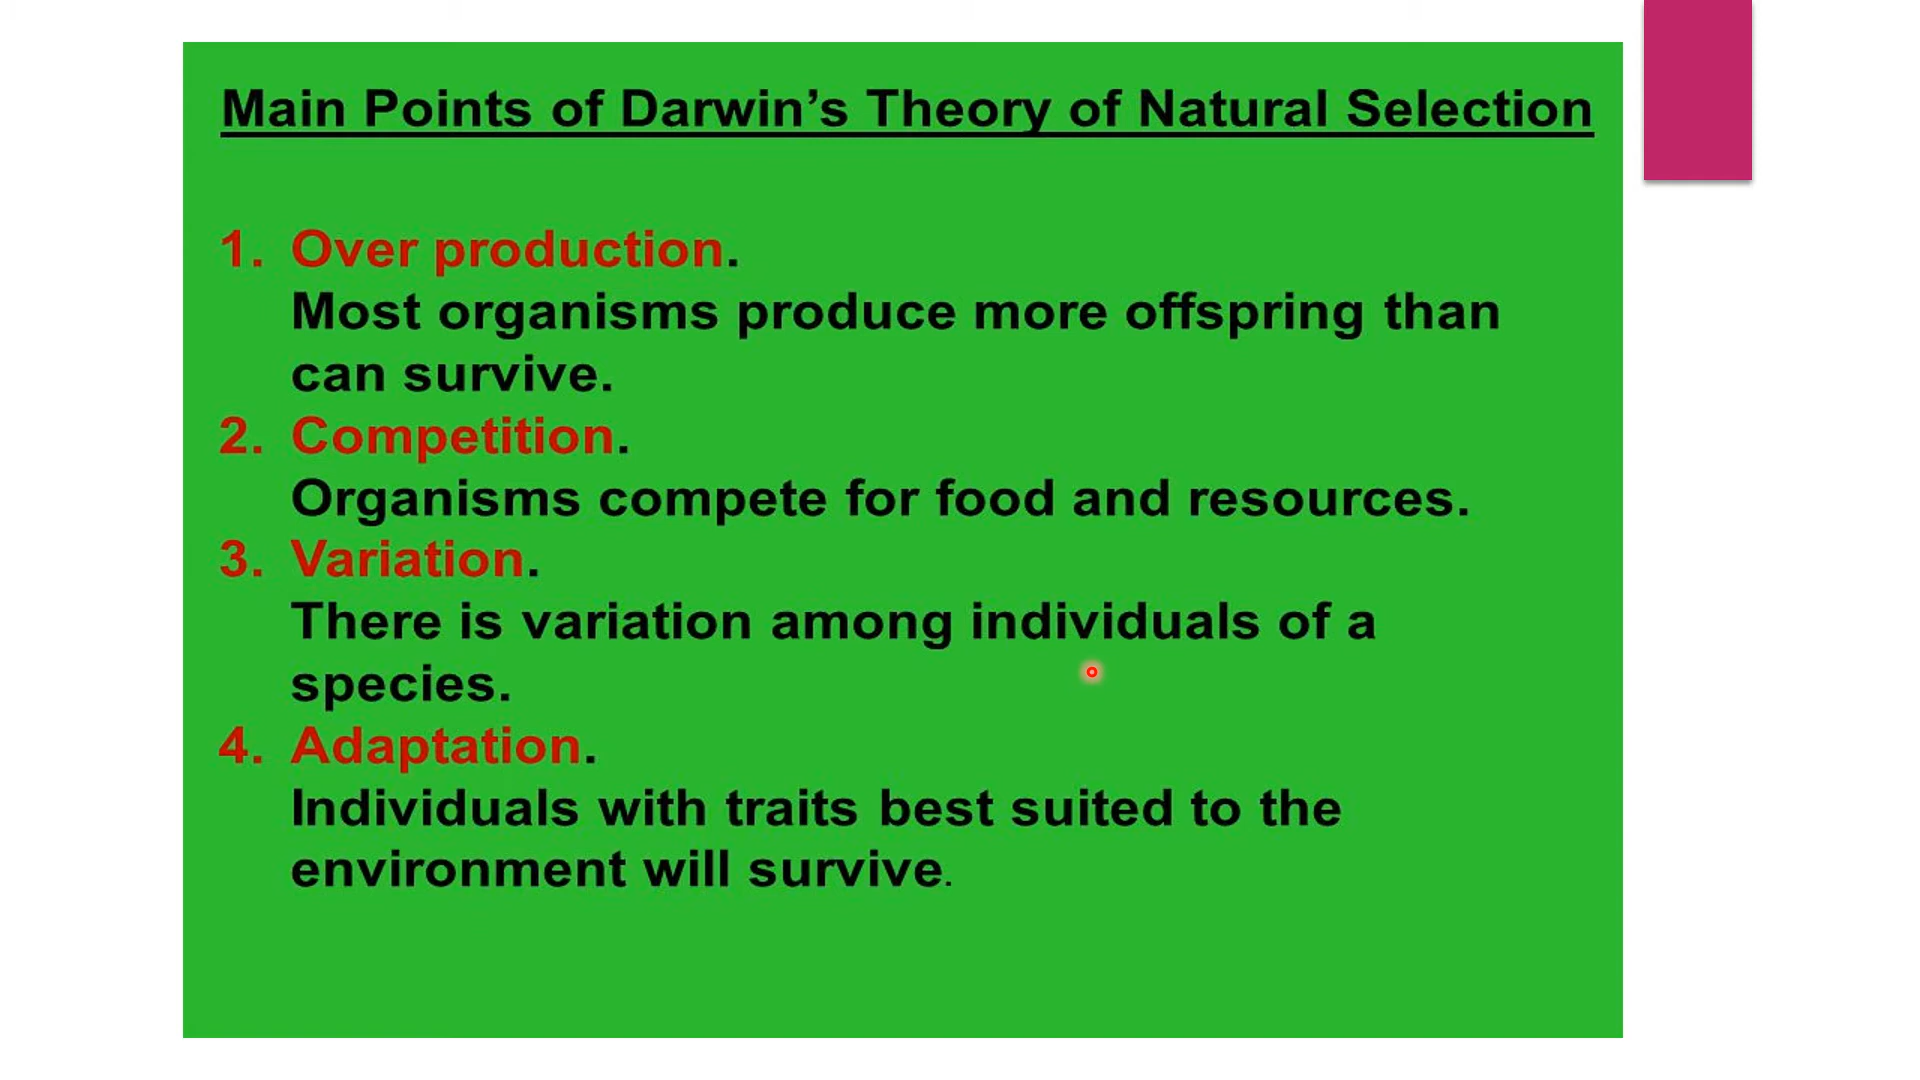 Main Points of Darwin’s Theory of Natural Selection
1. Over production.
Most organisms produce more offspring than
can survive.
2. Competition.
Organisms compete for food and resources.
3. Variation.
There is variation among individuals of a
species.
4. Adaptation.
Individuals with traits best suited to the
environment will survive.